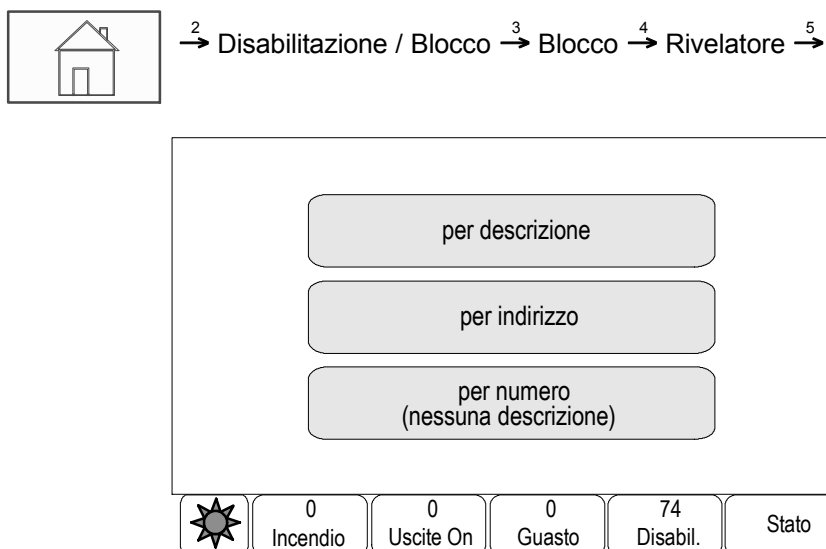 2 → Disabilitazione / Blocco 3 → Blocco 4 → Rivelatore 5 →
per descrizione
per indirizzo
per numero
(nessuna descrizione)
0 0 0 74
Incendio Uscite On Guasto Disabil. Stato